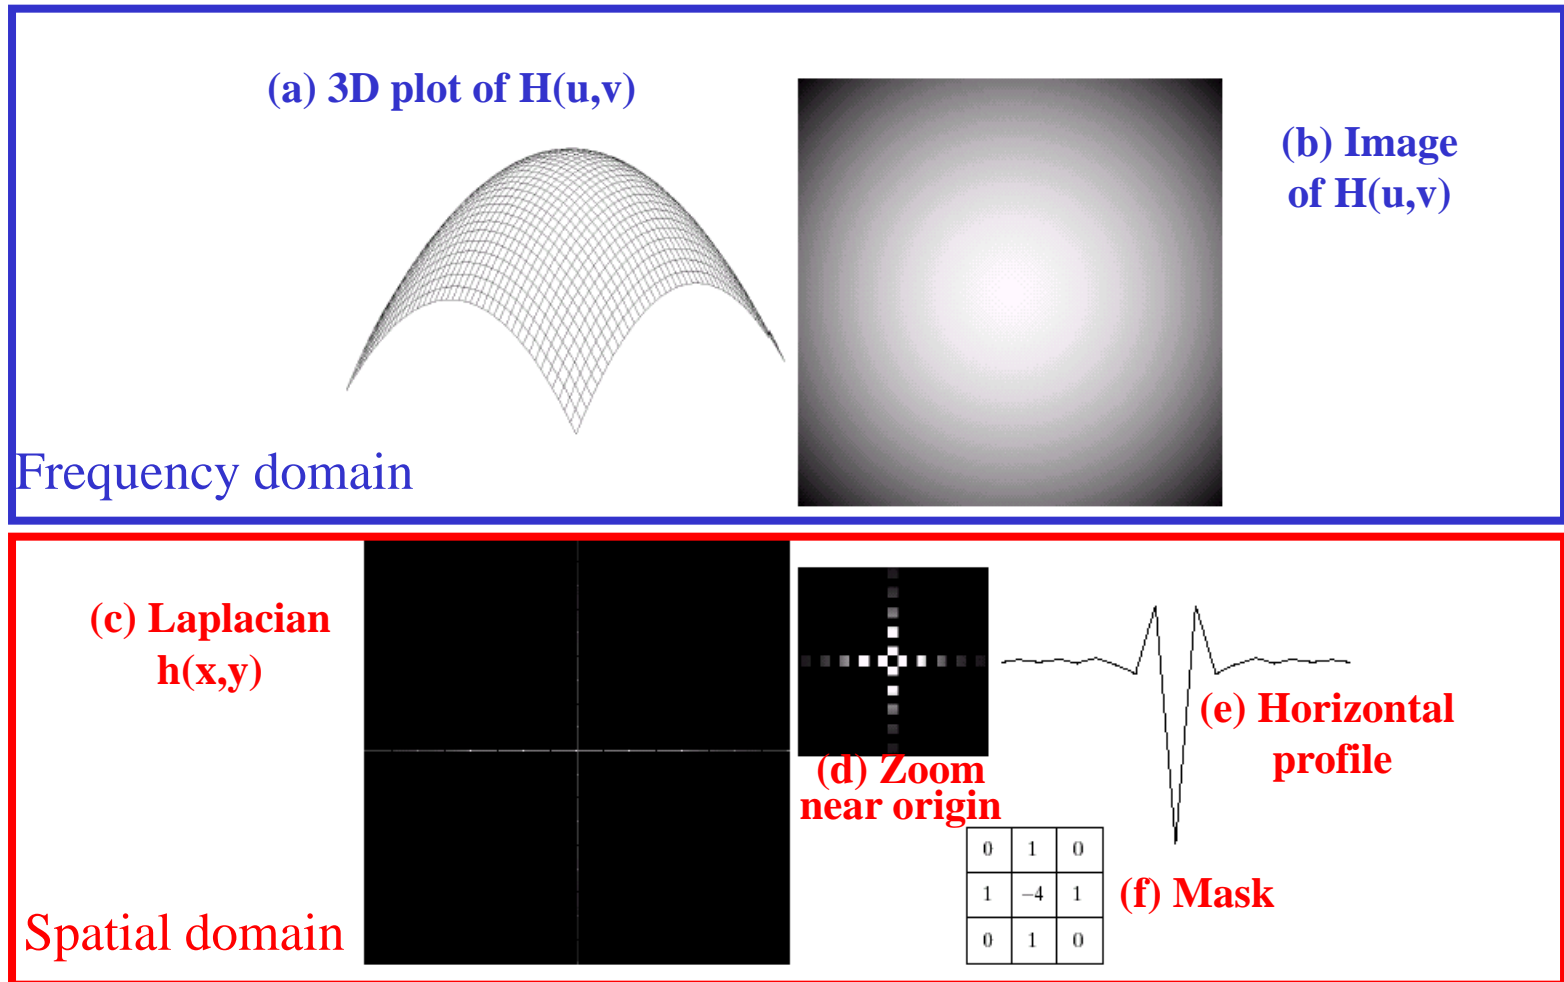 (a) 3D plot of H(u,v)
(b) Image
of H(u,v)
Frequency domain
(c) Laplacian
h(x,y)
(d) Zoom
near origin
(e) Horizontal
profile
0 1 0
1 −4 1
0 1 0
(f) Mask
Spatial domain